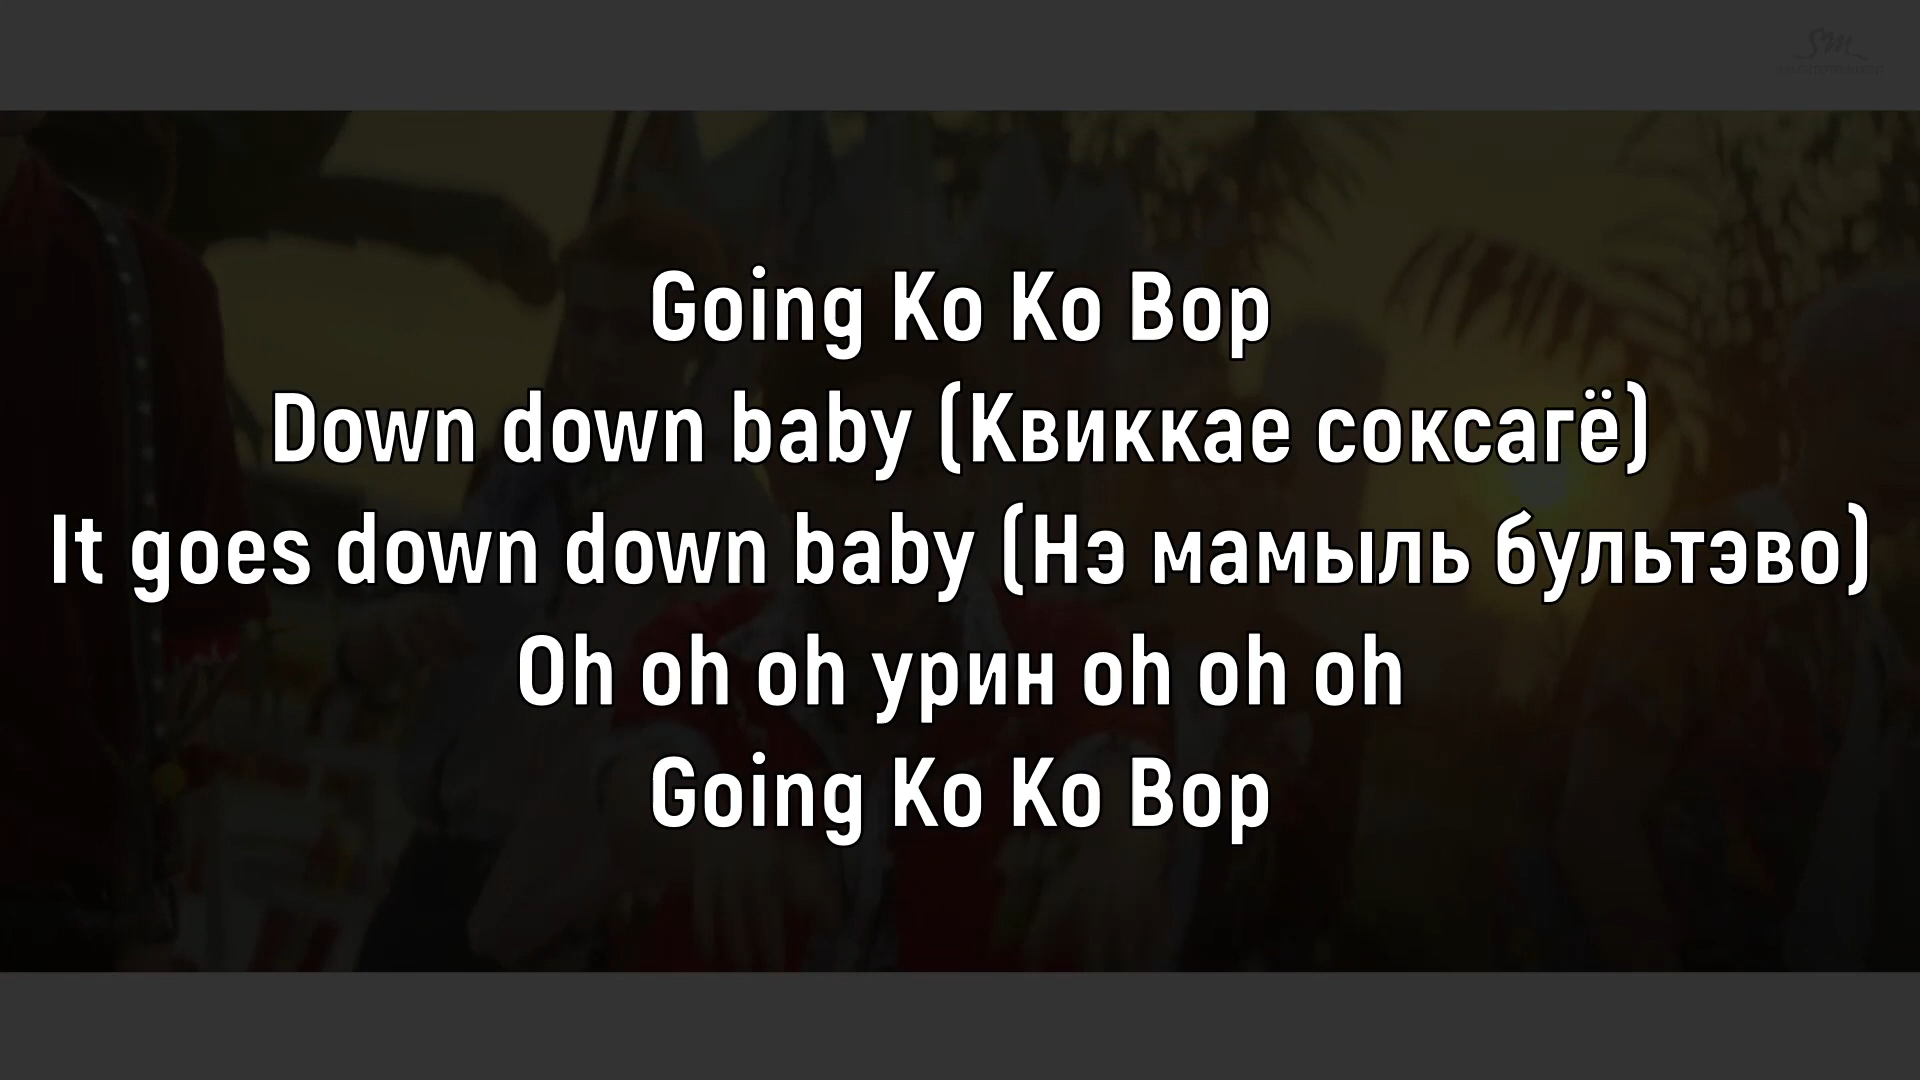 SM
Going Ko Ko Bop
Down down baby (Квиккае соксагё)
It goes down down baby (Нэ мамыль бультэво)
Oh oh oh урин oh oh oh
Going Ko Ko Bop